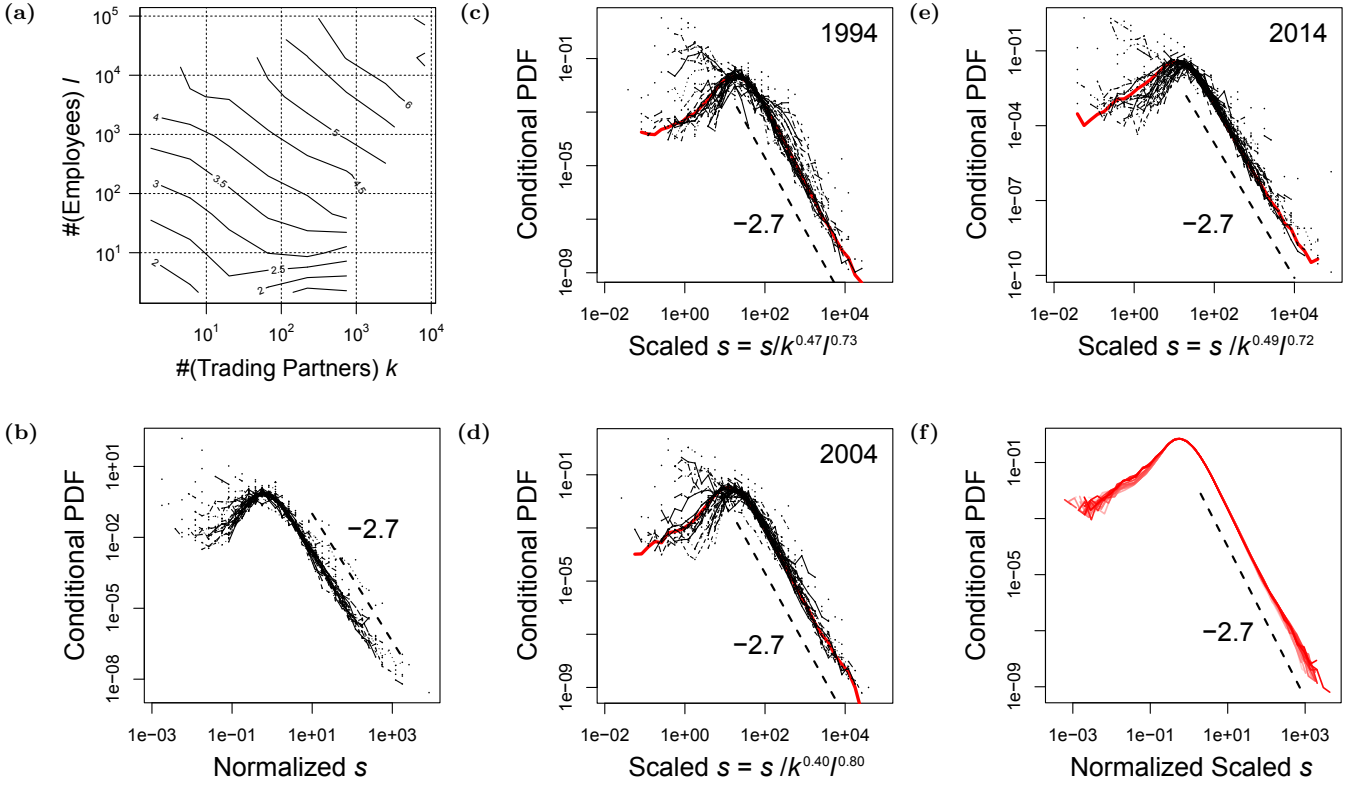 (a)
#(Employees) l
10^5
10^4
10^3
10^2
10^1
4
3.5
3
2.5
2
2
4.5
5
6
10^1
10^2
10^3
10^4
#(Trading Partners) k
(b)
Conditional PDF
1e+01
1e-02
1e-05
1e-08
−2.7
1e−03
1e−01
1e+01
1e+03
Normalized s
(c)
Conditional PDF
1e-01
1e-05
1e-09
1994
−2.7
1e−02
1e+00
1e+02
1e+04
Scaled s = s/k^0.47 l^0.73
(d)
Conditional PDF
1e-01
1e-05
1e-09
2004
−2.7
1e−02
1e+00
1e+02
1e+04
Scaled s = s /k^0.40 l^0.80
(e)
Conditional PDF
1e-01
1e-04
1e-07
1e-10
2014
−2.7
1e−02
1e+00
1e+02
1e+04
Scaled s = s /k^0.49 l^0.72
(f)
Conditional PDF
1e-01
1e-05
1e-09
−2.7
1e−03
1e−01
1e+01
1e+03
Normalized Scaled s